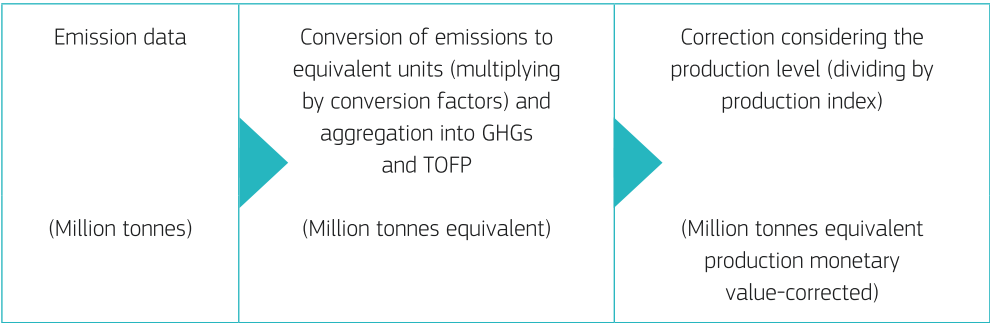 Emission data
(Million tonnes)
Conversion of emissions to
equivalent units (multiplying
by conversion factors) and
aggregation into GHGs
and TOFP
(Million tonnes equivalent)
Correction considering the
production level (dividing by
production index)
(Million tonnes equivalent
production monetary
value-corrected)